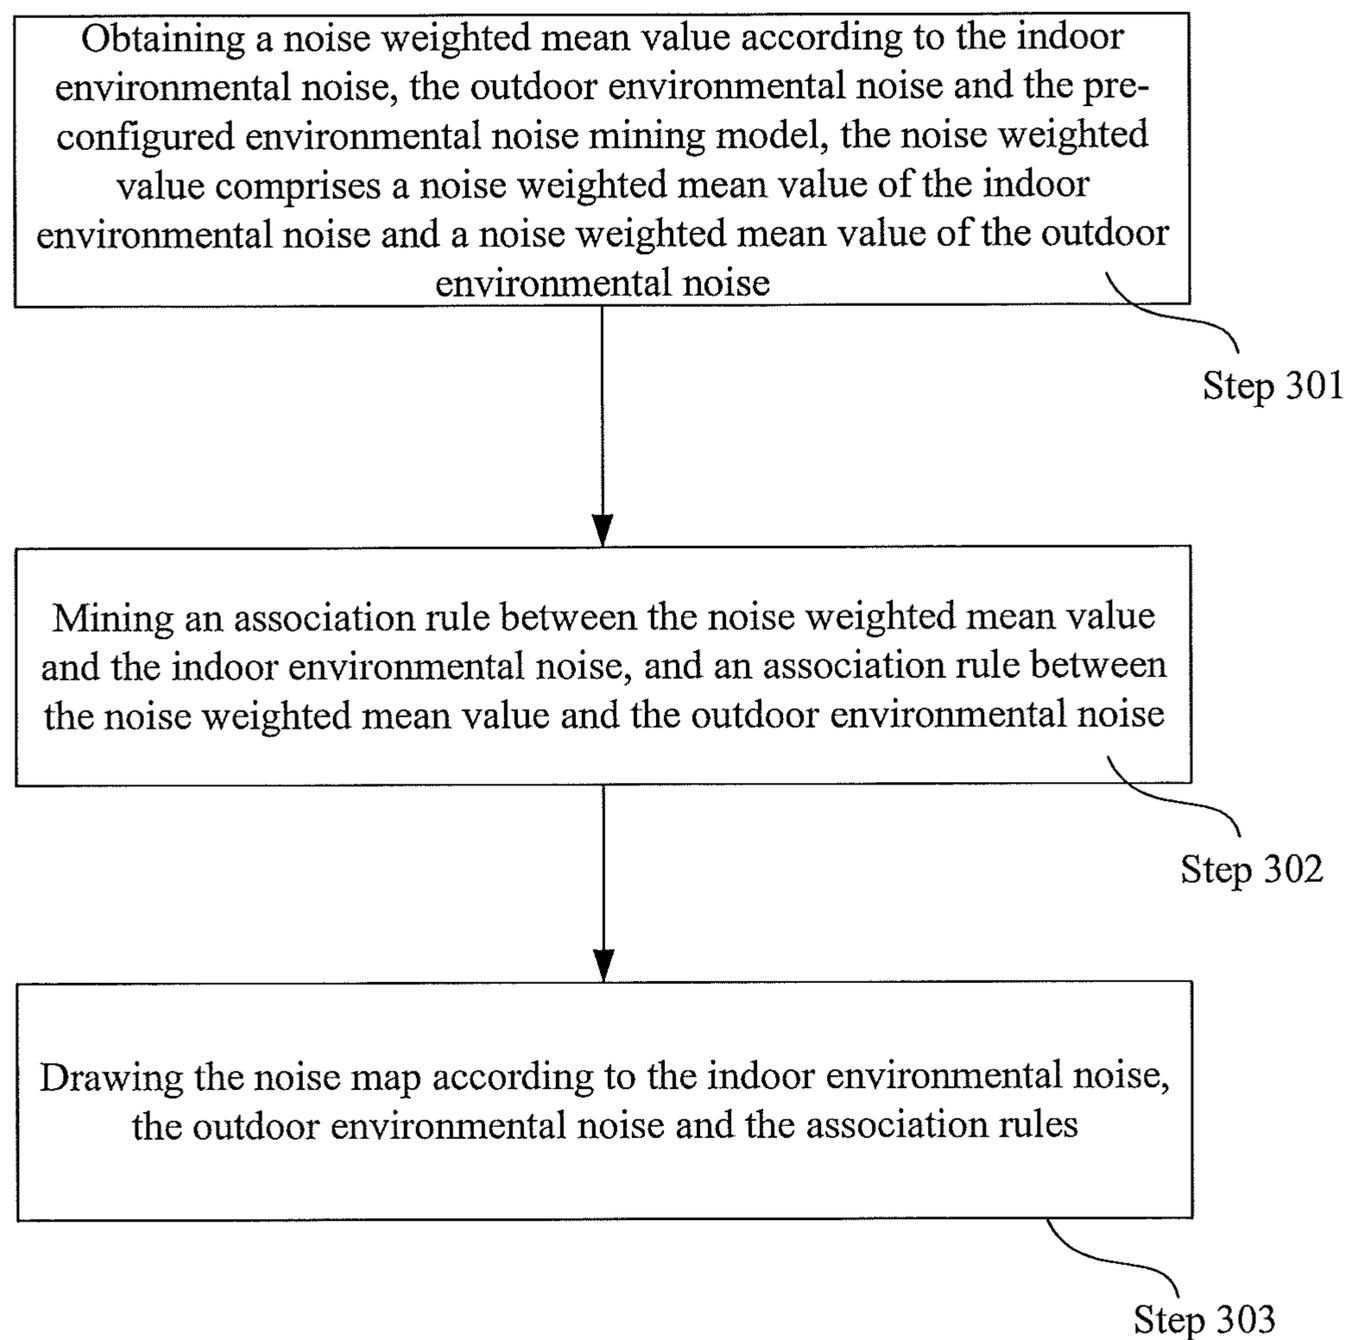 Obtaining a noise weighted mean value according to the indoor
environmental noise, the outdoor environmental noise and the pre-
configured environmental noise mining model, the noise weighted
value comprises a noise weighted mean value of the indoor
environmental noise and a noise weighted mean value of the outdoor
environmental noise
Step 301
Mining an association rule between the noise weighted mean value
and the indoor environmental noise, and an association rule between
the noise weighted mean value and the outdoor environmental noise
Step 302
Drawing the noise map according to the indoor environmental noise,
the outdoor environmental noise and the association rules
Step 303